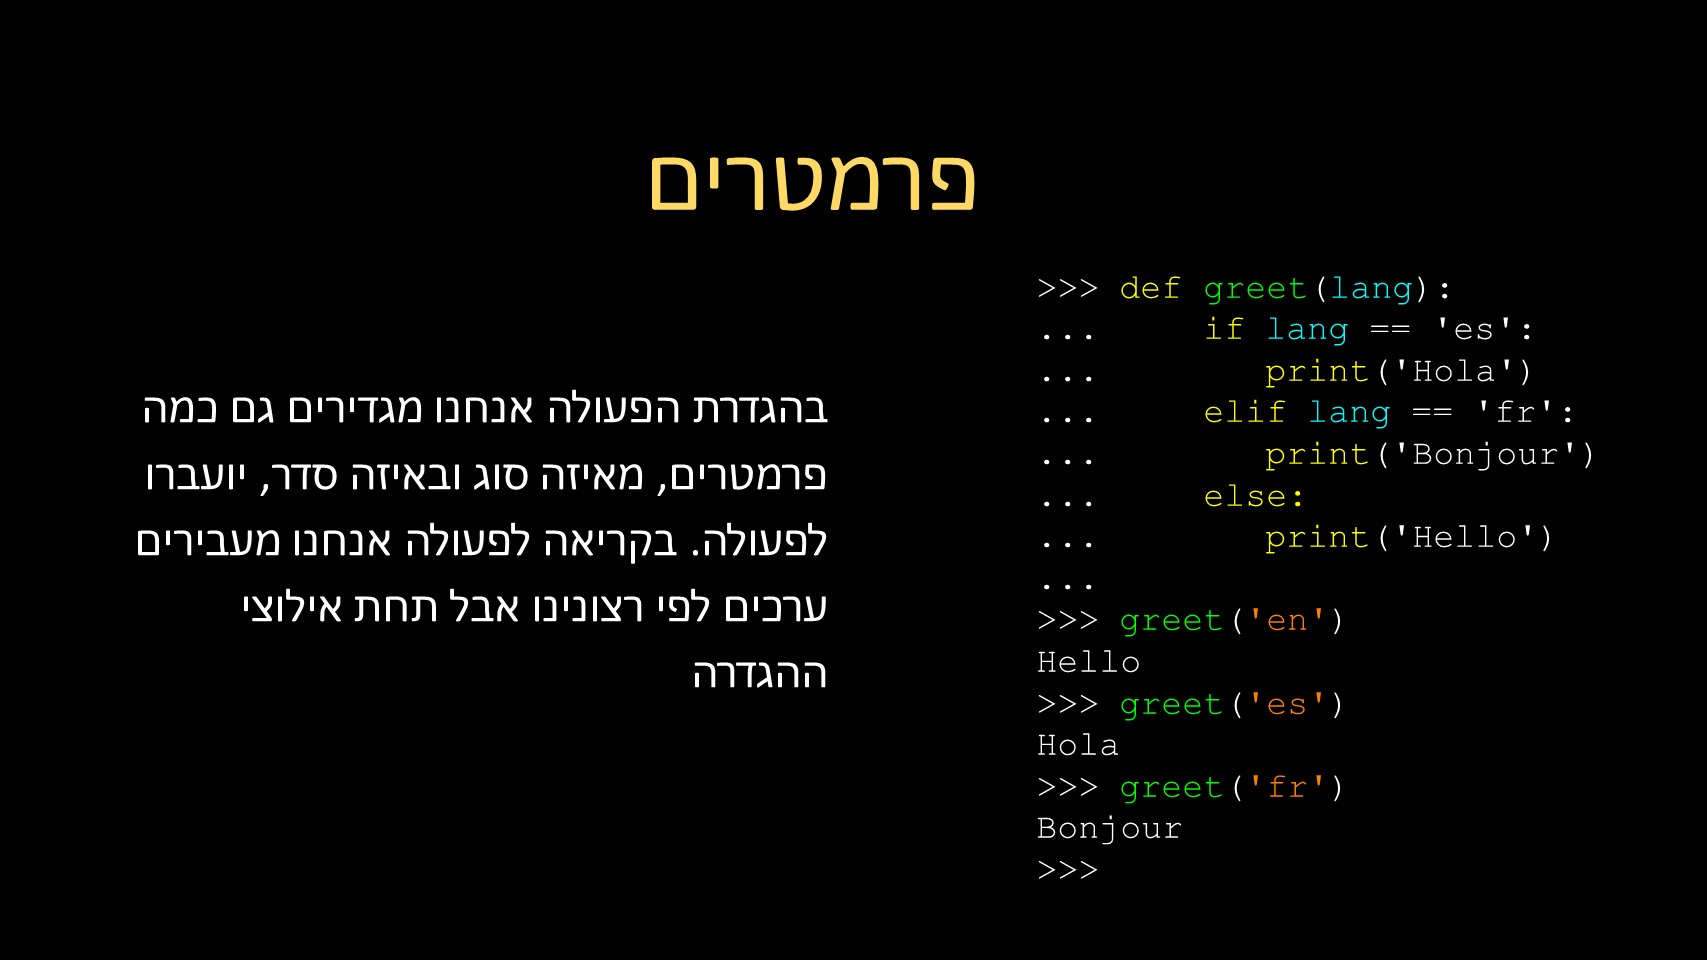 פרמטרים
בהגדרת הפעולה אנחנו מגדירים גם כמה
פרמטרים, מאיזה סוג ובאיזה סדר, יועברו
לפעולה. בקריאה לפעולה אנחנו מעבירים
ערכים לפי רצונינו אבל תחת אילוצי
ההגדרה
>>> def greet(lang):
...     if lang == 'es':
...        print('Hola')
...     elif lang == 'fr':
...        print('Bonjour')
...     else:
...        print('Hello')
...
>>> greet('en')
Hello
>>> greet('es')
Hola
>>> greet('fr')
Bonjour
>>>